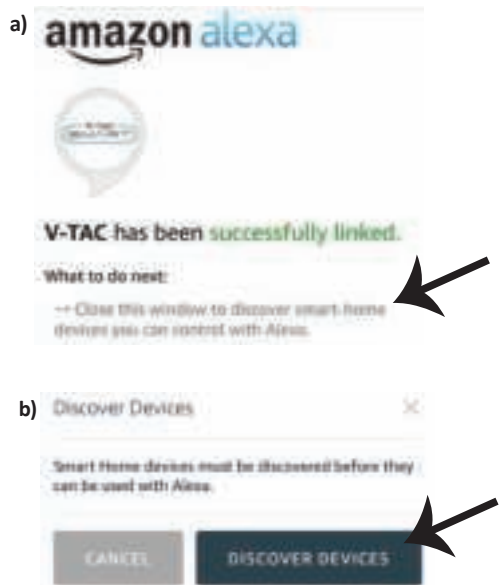 a)
amazon alexa
V-TAC has been successfully linked.
What to do next:
→ Close this window to discover smart-home
devices you can control with Alexa.
b)
Discover Devices ×
Smart Home devices must be discovered before they
can be used with Alexa.
CANCEL
DISCOVER DEVICES